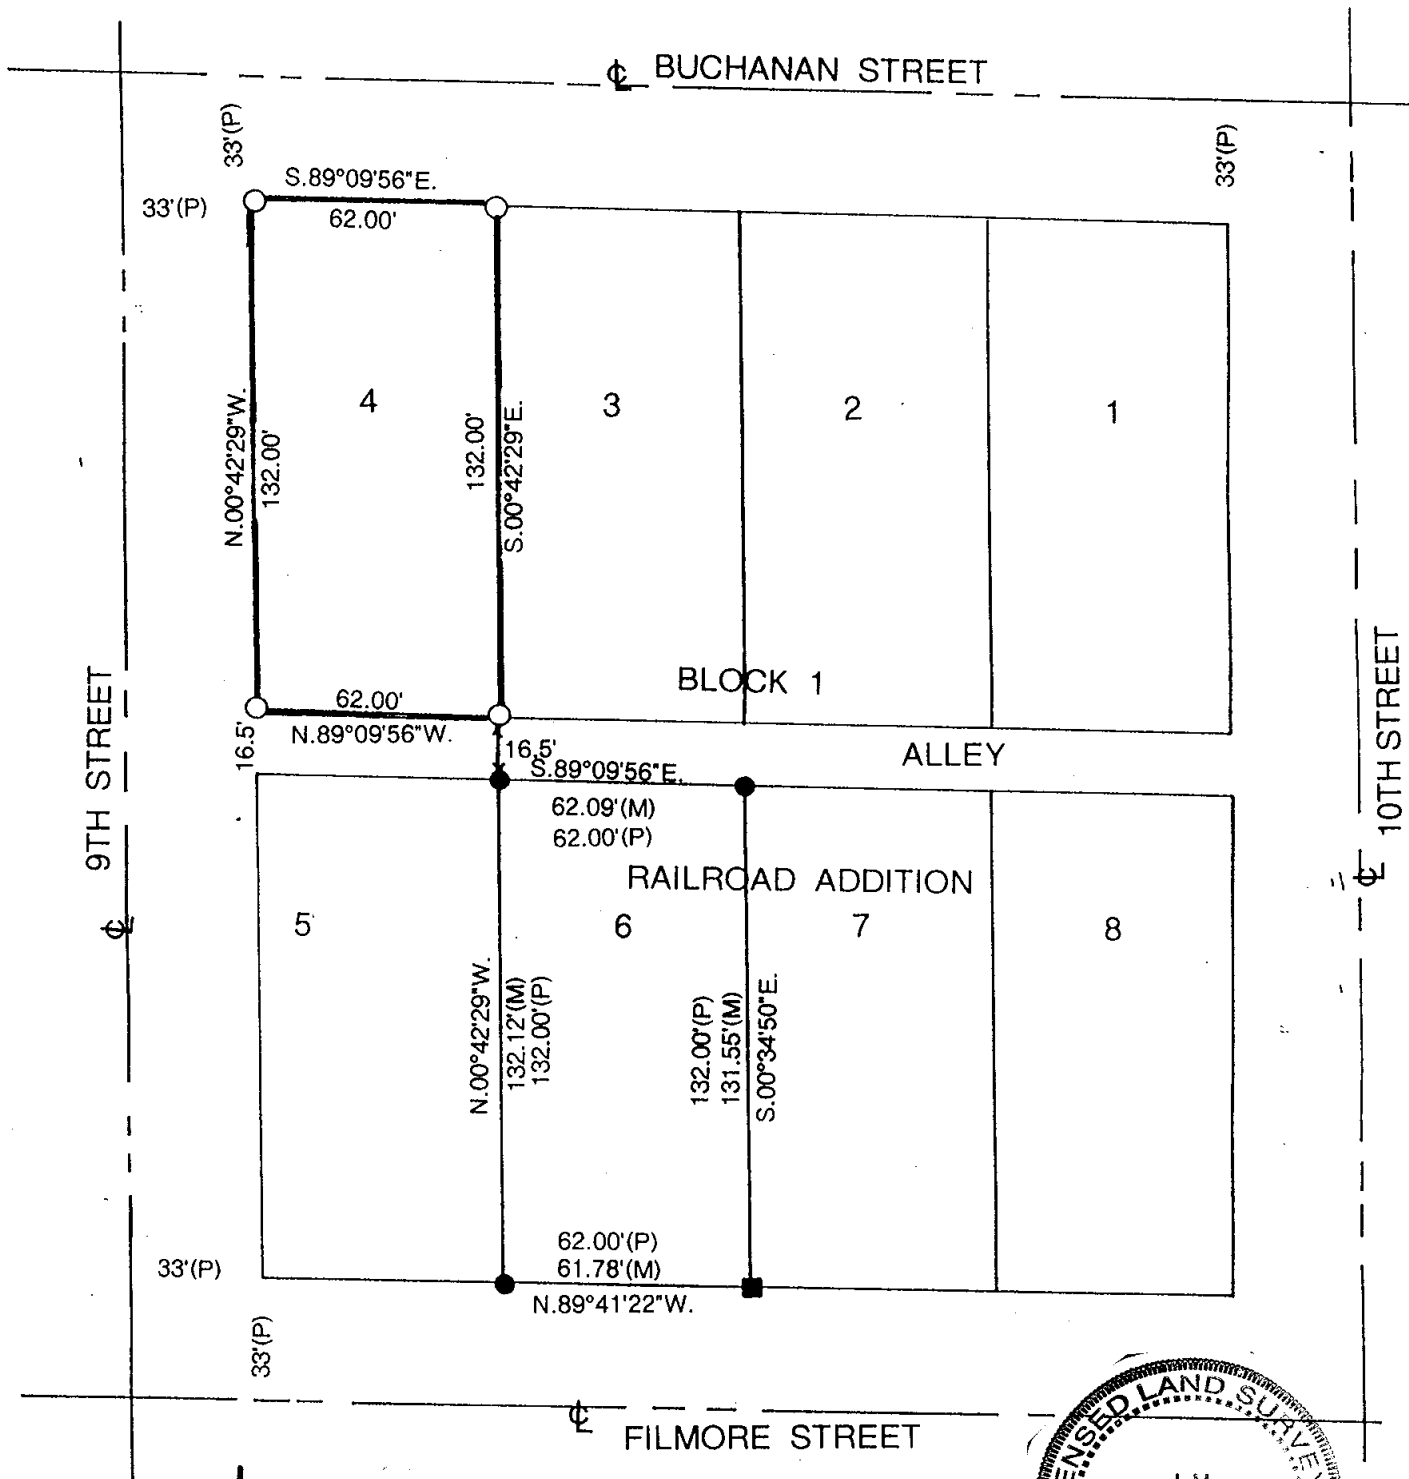 ℄ BUCHANAN STREET
33'(P)
33'(P)
S.89°09'56"E.
33'(P)
62.00'
4
3
2
1
N.00°42'29"W.
132.00'
132.00'
S.00°42'29"E.
BLOCK 1
62.00'
N.89°09'56"W.
16.5'
16.5'
ALLEY
S.89°09'56"E.
62.09'(M)
62.00'(P)
9TH STREET
℄
10TH STREET
℄
RAILROAD ADDITION
5
6
7
8
N.00°42'29"W.
132.12'(M)
132.00'(P)
132.00'(P)
131.55'(M)
S.00°34'50"E.
62.00'(P)
61.78'(M)
33'(P)
N.89°41'22"W.
33'(P)
℄
FILMORE STREET
ENSED LAND SURVEY